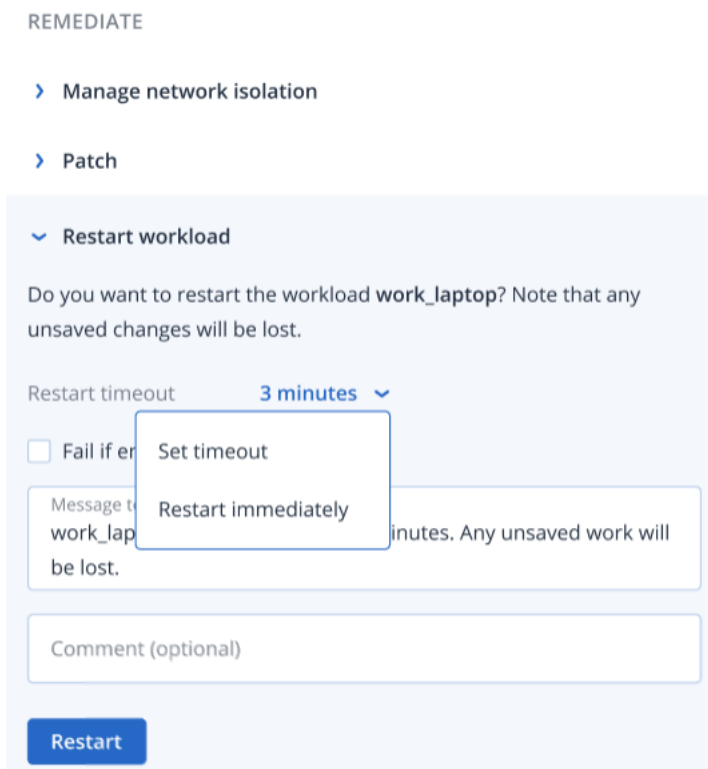 REMEDIATE
Manage network isolation
Patch
Restart workload
Do you want to restart the workload work_laptop? Note that any
unsaved changes will be lost.
Restart timeout 3 minutes
Fail if
Set timeout
Message
Restart immediately
inutes. Any unsaved work will
be lost.
Comment (optional)
Restart